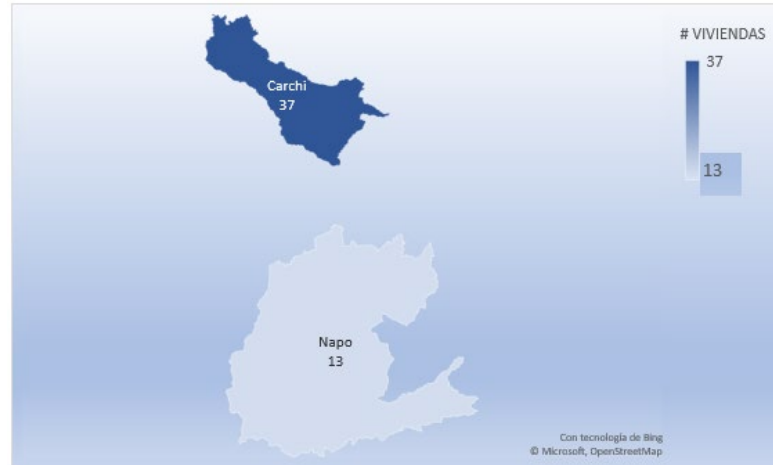 # VIVIENDAS
37
13
Carchi
37
Napo
13
Con tecnología de Bing
© Microsoft, OpenStreetMap